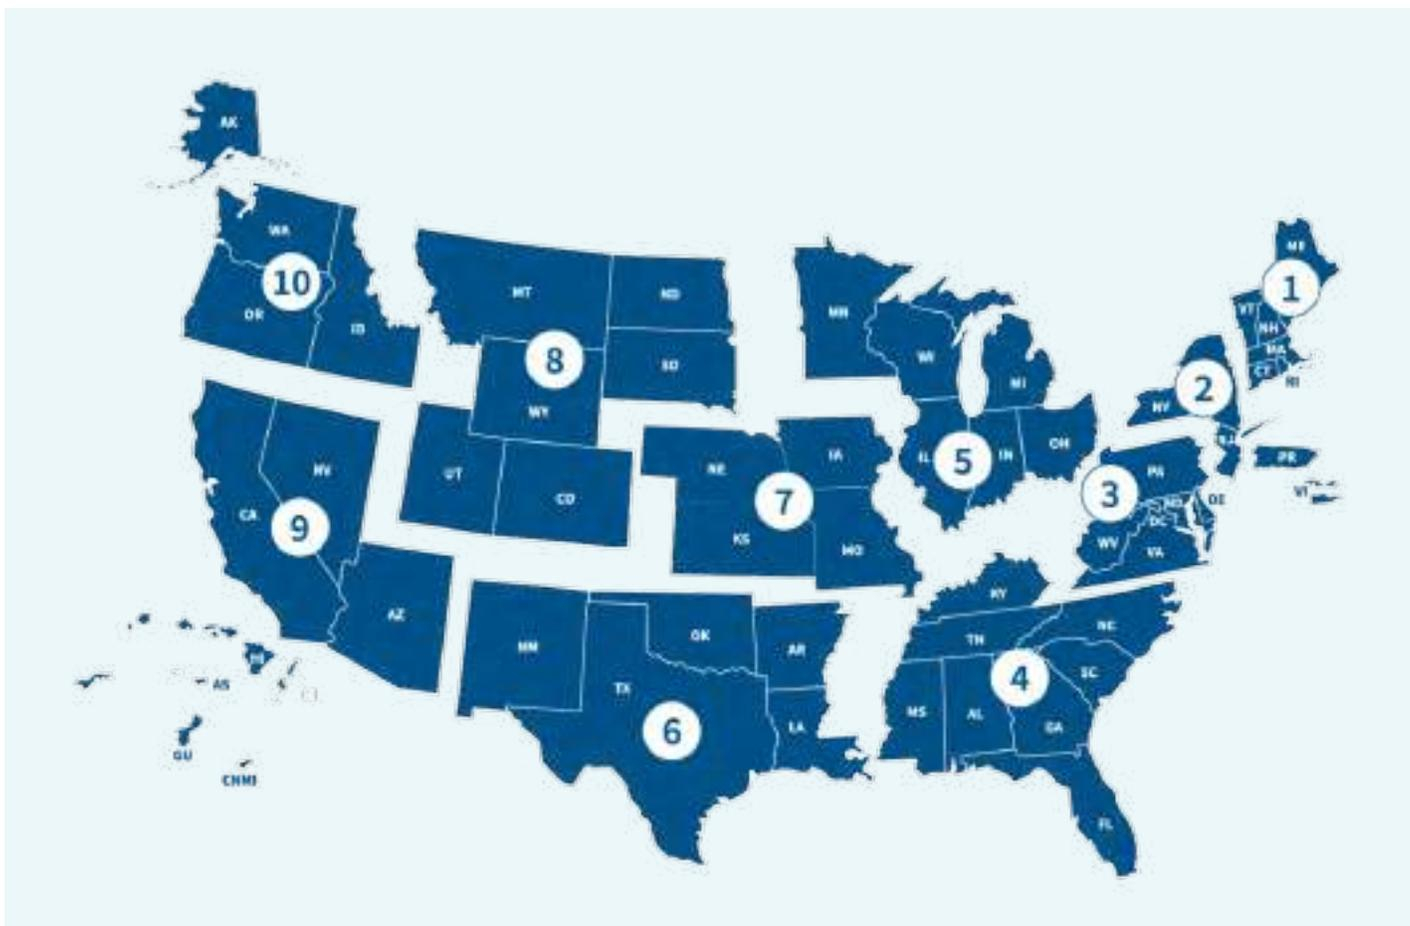 AK
WA
10
OR
ID
MT
ND
8
SD
WY
UT
CO
NV
CA
9
AZ
HI
AS
GU
CNMI
MN
WI
MI
IL
5
IN
OH
NE
IA
7
KS
MO
NM
OK
AR
TX
6
LA
KY
TN
NC
4
SC
MS
AL
GA
FL
ME
1
VT
NH
MA
CT
RI
2
NY
NJ
PR
VI
PA
3
MD
DE
DC
WV
VA